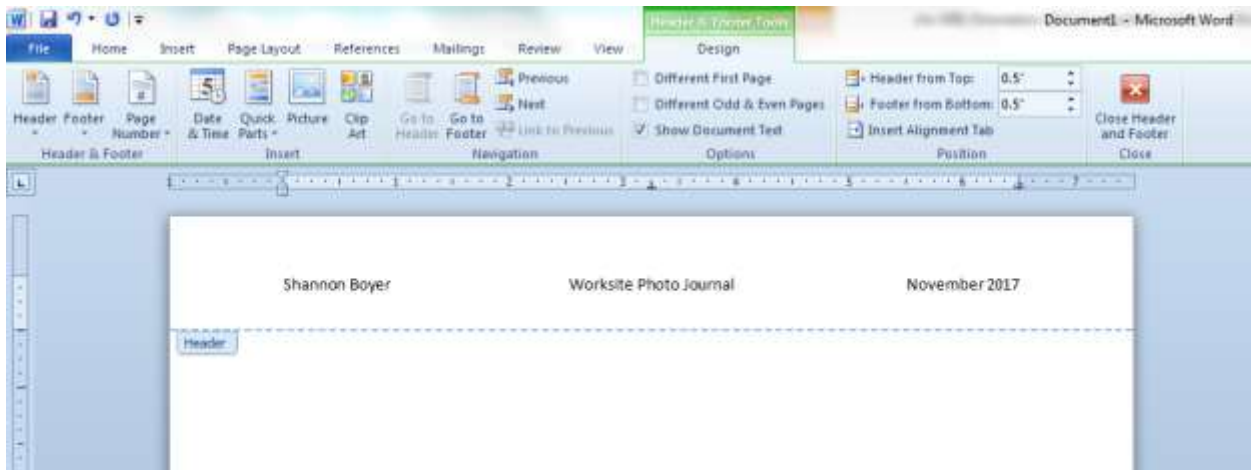 W
Header & Footer Tools
Document1 - Microsoft Word
File Home Insert Page Layout References Mailings Review View Design
Header Footer Page Number
Date & Time Quick Parts Picture Clip Art
Go to Header Go to Footer
Previous
Next
Link to Previous
Different First Page
Different Odd & Even Pages
Show Document Text
Header from Top: 0.5"
Footer from Bottom: 0.5"
Insert Alignment Tab
Close Header and Footer
Header & Footer Insert Navigation Options Position Close
Shannon Boyer Worksite Photo Journal November 2017
Header